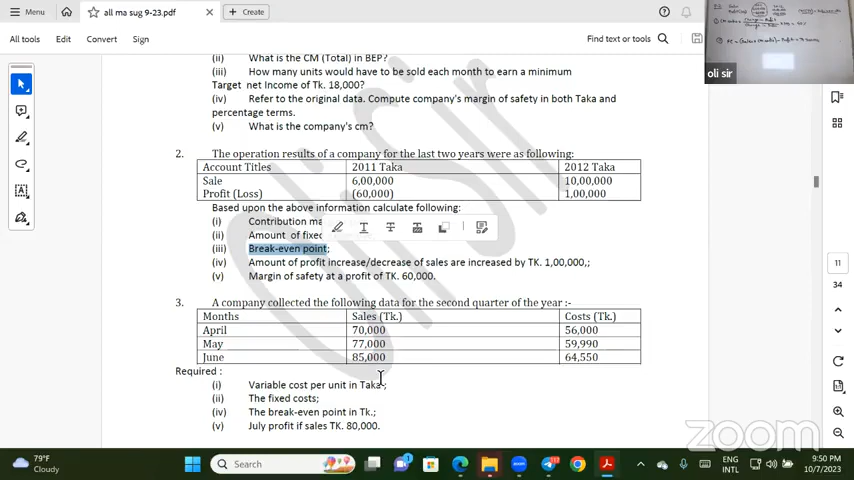 Menu
all ma sug 9-23.pdf
Create
All tools
Edit
Convert
Sign
Find text or tools
oli sir
(ii) What is the CM (Total) in BEP?
(iii) How many units would have to be sold each month to earn a minimum
Target net Income of Tk. 18,000?
(iv) Refer to the original data. Compute company's margin of safety in both Taka and
percentage terms.
(v) What is the company's cm?
2. The operation results of a company for the last two years were as following:
Account Titles 2011 Taka 2012 Taka
Sale 6,00,000 10,00,000
Profit (Loss) (60,000) 1,00,000
Based upon the above information calculate following:
(i) Contribution ma
(ii) Amount of fixe
(iii) Break-even point;
(iv) Amount of profit increase/decrease of sales are increased by TK. 1,00,000,;
(v) Margin of safety at a profit of TK. 60,000.
3. A company collected the following data for the second quarter of the year :-
Months Sales (Tk.) Costs (Tk.)
April 70,000 56,000
May 77,000 59,990
June 85,000 64,550
Required :
(i) Variable cost per unit in Taka ;
(ii) The fixed costs;
(iv) The break-even point in Tk.;
(v) July profit if sales TK. 80,000.
11
34
zoom
79°F
Cloudy
Search
1
ENG
INTL
9:50 PM
10/7/2023